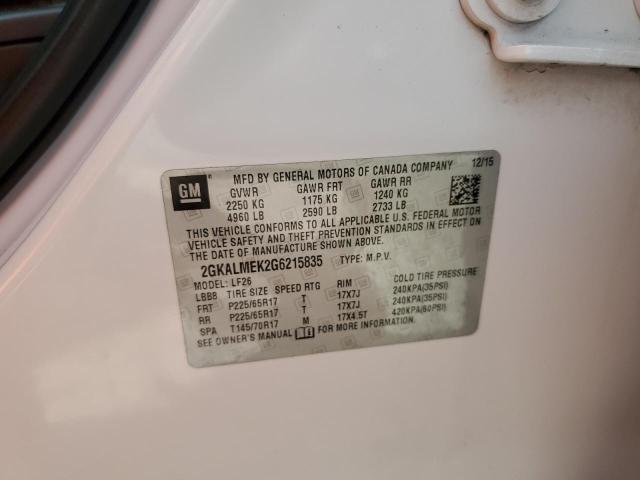 GM
MFD BY GENERAL MOTORS OF CANADA COMPANY 12/15
GVWR GAWR FRT GAWR RR
2250 KG 1175 KG 1240 KG
4960 LB 2590 LB 2733 LB
THIS VEHICLE CONFORMS TO ALL APPLICABLE U.S. FEDERAL MOTOR
VEHICLE SAFETY AND THEFT PREVENTION STANDARDS IN EFFECT ON THE
DATE OF MANUFACTURE SHOWN ABOVE.
2GKALMEK2G6215835 TYPE: M.P.V.
MODEL: LF26
LBBB TIRE SIZE SPEED RTG RIM COLD TIRE PRESSURE
FRT P225/65R17 T 17X7J 240KPA(35PSI)
RR P225/65R17 T 17X7J 240KPA(35PSI)
SPA T145/70R17 M 17X4.5T 420KPA(60PSI)
SEE OWNER'S MANUAL FOR MORE INFORMATION.